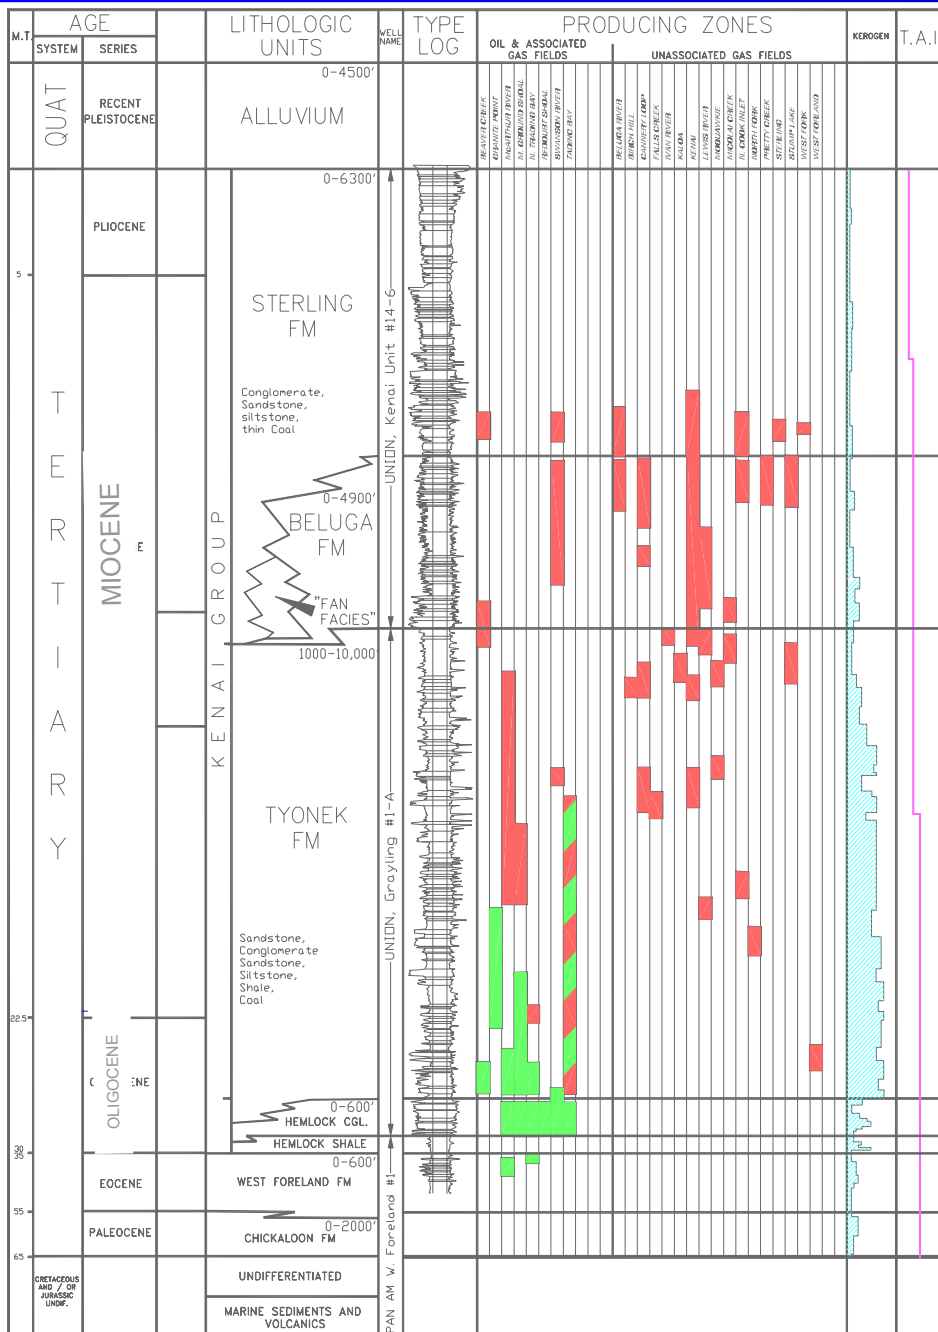 AGE
LITHOLOGIC
UNITS
WELL
NAME
TYPE
LOG
PRODUCING ZONES
KEROGEN
T.A.I
M.T.
SYSTEM
SERIES
OIL & ASSOCIATED
GAS FIELDS
UNASSOCIATED GAS FIELDS
BEAVER CREEK
GRANITE POINT
McARTHUR RIVER
M. GROUND SHOAL
N. TRADING BAY
REDOUBT SHOAL
SWANSON RIVER
TADING BAY
BELUGA RIVER
BIRCH HILL
CANNERY LOOP
FALLS CREEK
IVAN RIVER
KALOA
KENAI
LEWIS RIVER
MOQUAWKIE
NICOLAI CREEK
N. COOK INLET
NORTH FORK
PRETTY CREEK
STERLING
STUMP LAKE
WEST FORK
WEST FORELAND
QUAT
RECENT
PLEISTOCENE
0-4500'
ALLUVIUM
0-6300'
PLIOCENE
5
STERLING
FM
Conglomerate,
Sandstone,
siltstone,
thin Coal
UNION, Kenai Unit #14-6
TERTIARY
MIOCENE
E
KENAI GROUP
0-4900'
BELUGA
FM
"FAN
FACIES"
1000-10,000'
TYONEK
FM
UNION, Grayling #1-A
Sandstone,
Conglomerate
Sandstone,
Siltstone,
Shale,
Coal
22.5
OLIGOCENE
ENE
0-600'
HEMLOCK CGL.
HEMLOCK SHALE
30
38
0-600'
EOCENE
WEST FORELAND FM
PAN AM W. Foreland #1
55
0-2000'
PALEOCENE
CHICKALOON FM
65
CRETACEOUS
AND / OR
JURASSIC
UNDIF.
UNDIFFERENTIATED
MARINE SEDIMENTS AND
VOLCANICS